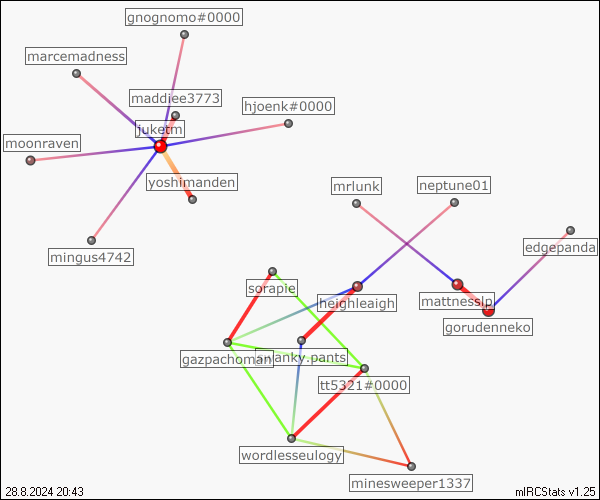 gnognomo#0000
marcemadness
maddiee3773
hjoenk#0000
juketm
moonraven
yoshimanden
mrlunk
neptune01
edgepanda
mingus4742
sorapie
heighleaigh
mattnesslp
gorudenneko
gazpachoman
pants
tt5321#0000
wordlesseulogy
minesweeper1337
28.8.2024 20:43
mIRCStats v1.25